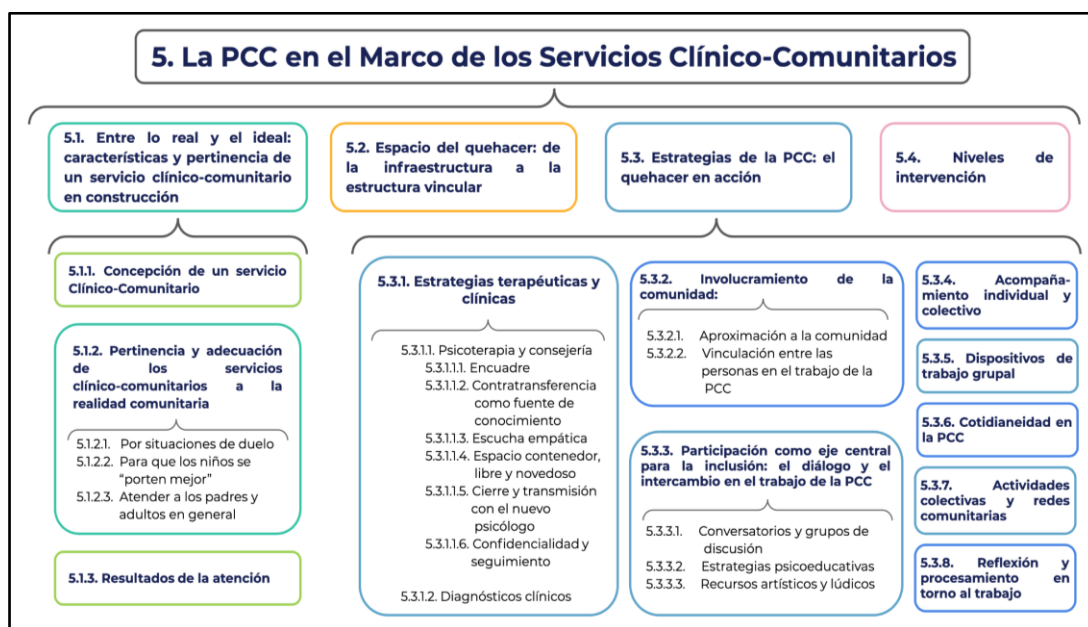 5. La PCC en el Marco de los Servicios Clínico-Comunitarios
5.1. Entre lo real y el ideal:
características y pertinencia de
un servicio clínico-comunitario
en construcción
5.2. Espacio del quehacer: de
la infraestructura a la
estructura vincular
5.3. Estrategias de la PCC: el
quehacer en acción
5.4. Niveles de
intervención
5.1.1. Concepción de un servicio
Clínico-Comunitario
5.1.2. Pertinencia y adecuación
de los servicios
clínico-comunitarios a la
realidad comunitaria
5.1.2.1. Por situaciones de duelo
5.1.2.2. Para que los niños se
“porten mejor”
5.1.2.3. Atender a los padres y
adultos en general
5.1.3. Resultados de la atención
5.3.1. Estrategias terapéuticas y
clínicas
5.3.1.1. Psicoterapia y consejería
5.3.1.1.1. Encuadre
5.3.1.1.2. Contratransferencia
como fuente de
conocimiento
5.3.1.1.3. Escucha empática
5.3.1.1.4. Espacio contenedor,
libre y novedoso
5.3.1.1.5. Cierre y transmisión
con el nuevo
psicólogo
5.3.1.1.6. Confidencialidad y
seguimiento
5.3.1.2. Diagnósticos clínicos
5.3.2. Involucramiento de la
comunidad:
5.3.2.1. Aproximación a la comunidad
5.3.2.2. Vinculación entre las
personas en el trabajo de la
PCC
5.3.3. Participación como eje central
para la inclusión: el diálogo y el
intercambio en el trabajo de la PCC
5.3.3.1. Conversatorios y grupos de
discusión
5.3.3.2. Estrategias psicoeducativas
5.3.3.3. Recursos artísticos y lúdicos
5.3.4. Acompaña-
miento individual y
colectivo
5.3.5. Dispositivos de
trabajo grupal
5.3.6. Cotidianeidad en
la PCC
5.3.7. Actividades
colectivas y redes
comunitarias
5.3.8. Reflexión y
procesamiento en
torno al trabajo